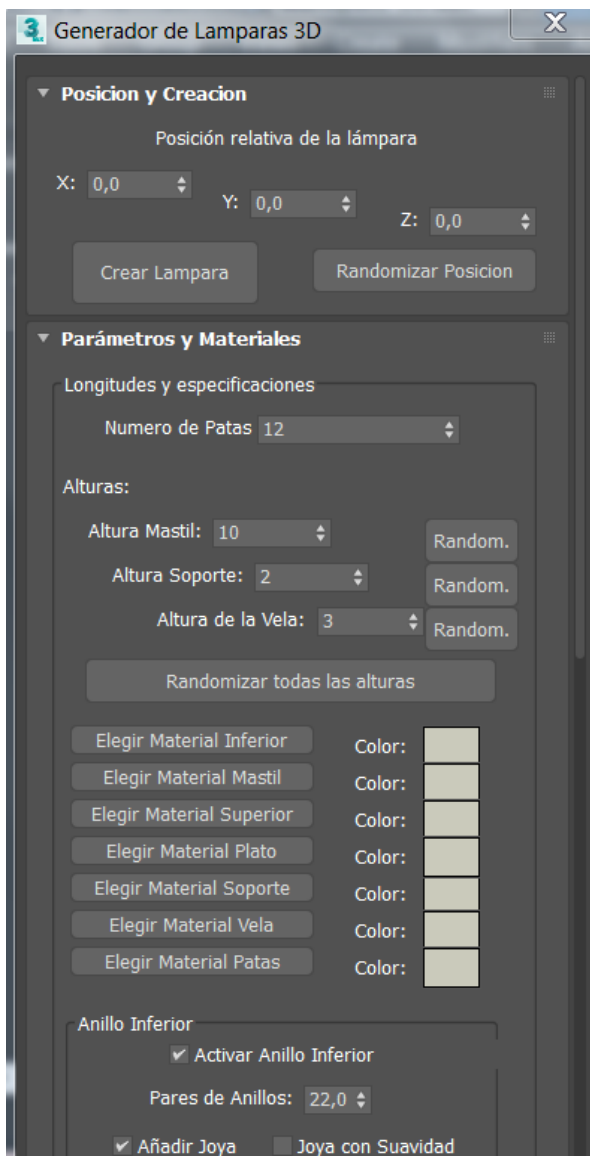 Generador de Lamparas 3D
Posicion y Creacion
Posición relativa de la lámpara
X: 0,0
Y: 0,0
Z: 0,0
Crear Lampara
Randomizar Posicion
Parámetros y Materiales
Longitudes y especificaciones
Numero de Patas 12
Alturas:
Altura Mastil: 10
Random.
Altura Soporte: 2
Random.
Altura de la Vela: 3
Random.
Randomizar todas las alturas
Elegir Material Inferior Color:
Elegir Material Mastil Color:
Elegir Material Superior Color:
Elegir Material Plato Color:
Elegir Material Soporte Color:
Elegir Material Vela Color:
Elegir Material Patas Color:
Anillo Inferior
Activar Anillo Inferior
Pares de Anillos: 22,0
Añadir Joya Joya con Suavidad